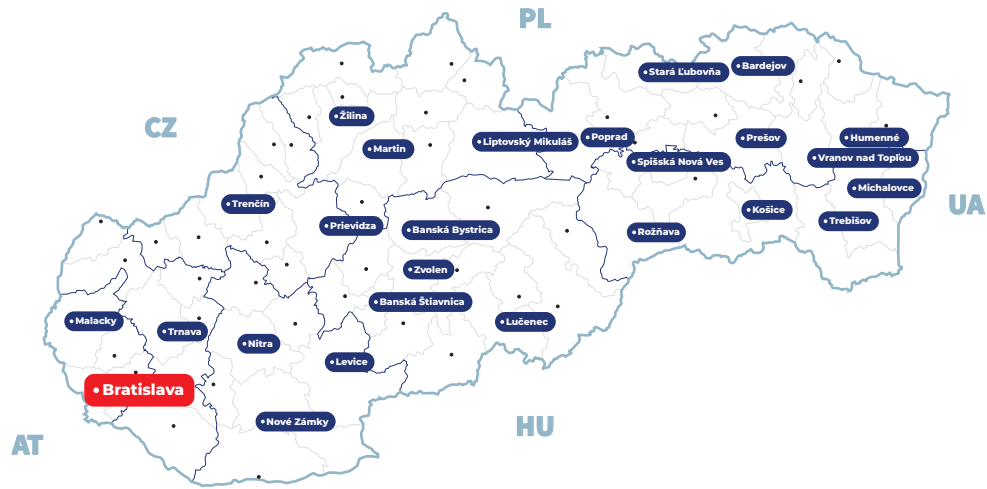 PL
Stará Ľubovňa
Bardejov
CZ
Žilina
Martin
Liptovský Mikuláš
Poprad
Prešov
Humenné
Spišská Nová Ves
Vranov nad Topľou
Michalovce
UA
Trenčín
Prievidza
Banská Bystrica
Rožňava
Košice
Trebišov
Zvolen
Banská Štiavnica
Malacky
Trnava
Nitra
Lučenec
Levice
Bratislava
Nové Zámky
HU
AT